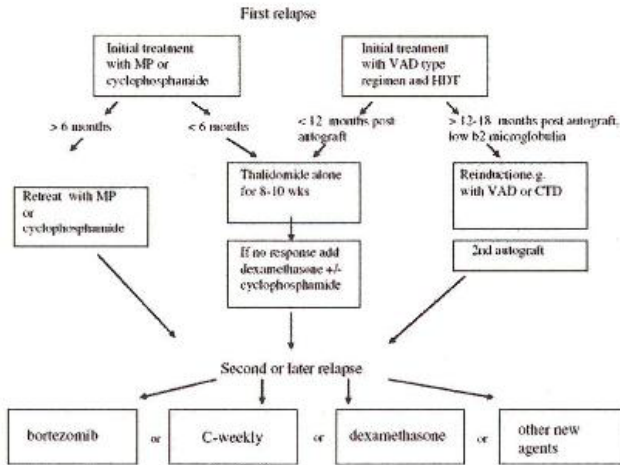 First relapse
Initial treatment
with MP or
cyclophosphamide
Initial treatment
with VAD type
regimen and HDT
> 6 months
< 6 months
< 12 months post
autograft
> 12-18 months post autograft,
low b2 microglobulin
Retreat with MP
or
cyclophosphamide
Thalidomide alone
for 8-10 wks
Reinductione.g.
with VAD or CTD
If no response add
dexamethasone +/-
cyclophosphamide
2nd autograft
Second or later relapse
bortezomib or C-weekly or dexamethasone or other new
agents